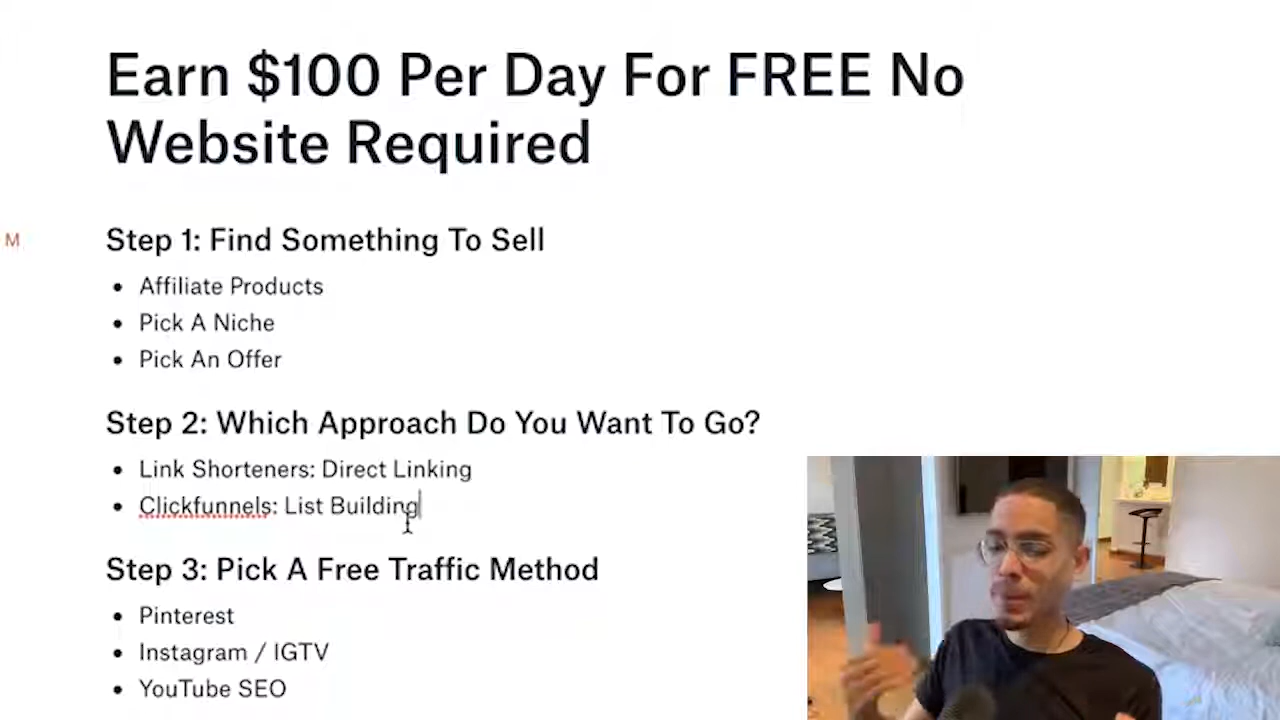 Earn $100 Per Day For FREE No
Website Required
M
Step 1: Find Something To Sell
• Affiliate Products
• Pick A Niche
• Pick An Offer
Step 2: Which Approach Do You Want To Go?
• Link Shorteners: Direct Linking
• Clickfunnels: List Building
Step 3: Pick A Free Traffic Method
• Pinterest
• Instagram / IGTV
• YouTube SEO